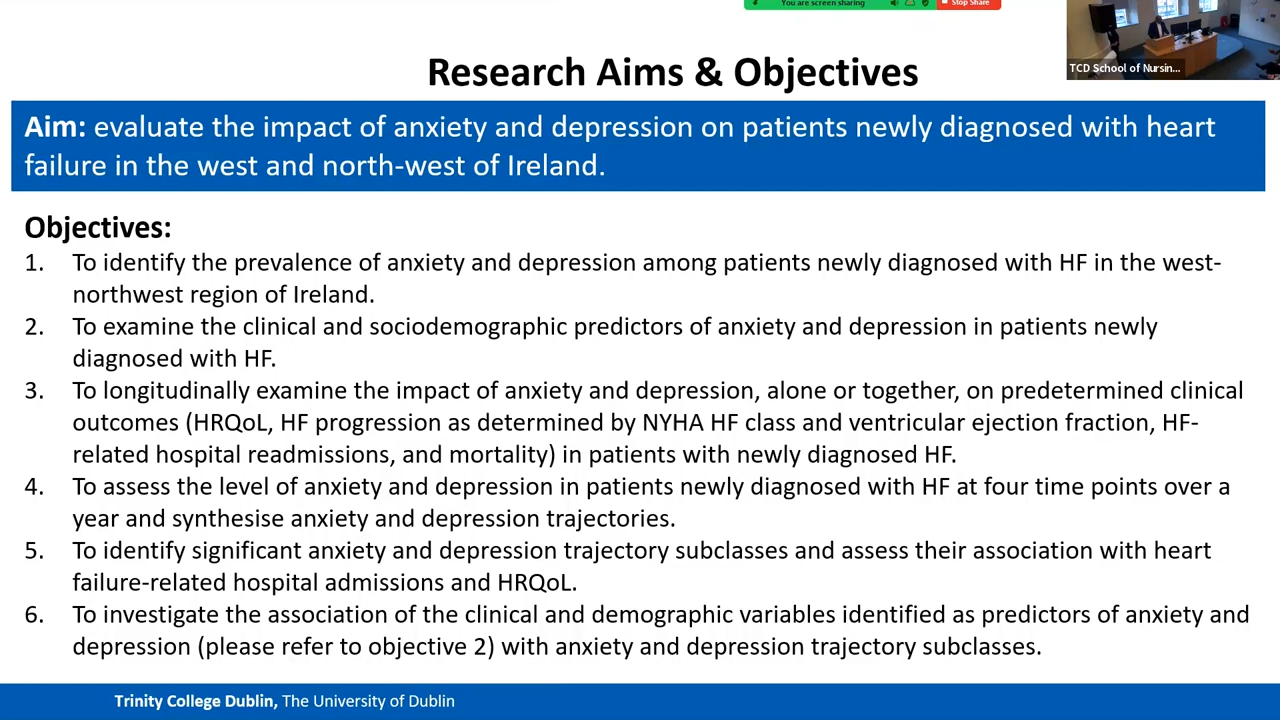 You are screen sharing
Stop Share
TCD School of Nursin...
Research Aims & Objectives
Aim: evaluate the impact of anxiety and depression on patients newly diagnosed with heart
failure in the west and north-west of Ireland.
Objectives:
1. To identify the prevalence of anxiety and depression among patients newly diagnosed with HF in the west-
northwest region of Ireland.
2. To examine the clinical and sociodemographic predictors of anxiety and depression in patients newly
diagnosed with HF.
3. To longitudinally examine the impact of anxiety and depression, alone or together, on predetermined clinical
outcomes (HRQoL, HF progression as determined by NYHA HF class and ventricular ejection fraction, HF-
related hospital readmissions, and mortality) in patients with newly diagnosed HF.
4. To assess the level of anxiety and depression in patients newly diagnosed with HF at four time points over a
year and synthesise anxiety and depression trajectories.
5. To identify significant anxiety and depression trajectory subclasses and assess their association with heart
failure-related hospital admissions and HRQoL.
6. To investigate the association of the clinical and demographic variables identified as predictors of anxiety and
depression (please refer to objective 2) with anxiety and depression trajectory subclasses.
Trinity College Dublin, The University of Dublin